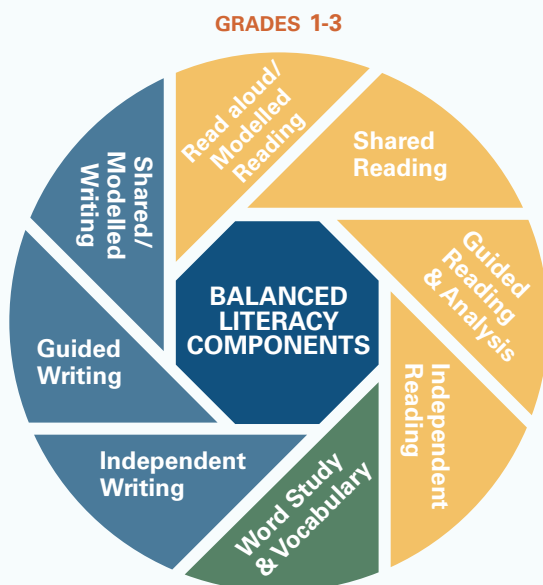 GRADES 1-3
Read aloud/
Modelled
Reading
Shared
Reading
Guided
Reading
& Analysis
Independent
Reading
Word Study
& Vocabulary
Independent
Writing
Guided
Writing
Shared/
Modelled
Writing
BALANCED
LITERACY
COMPONENTS